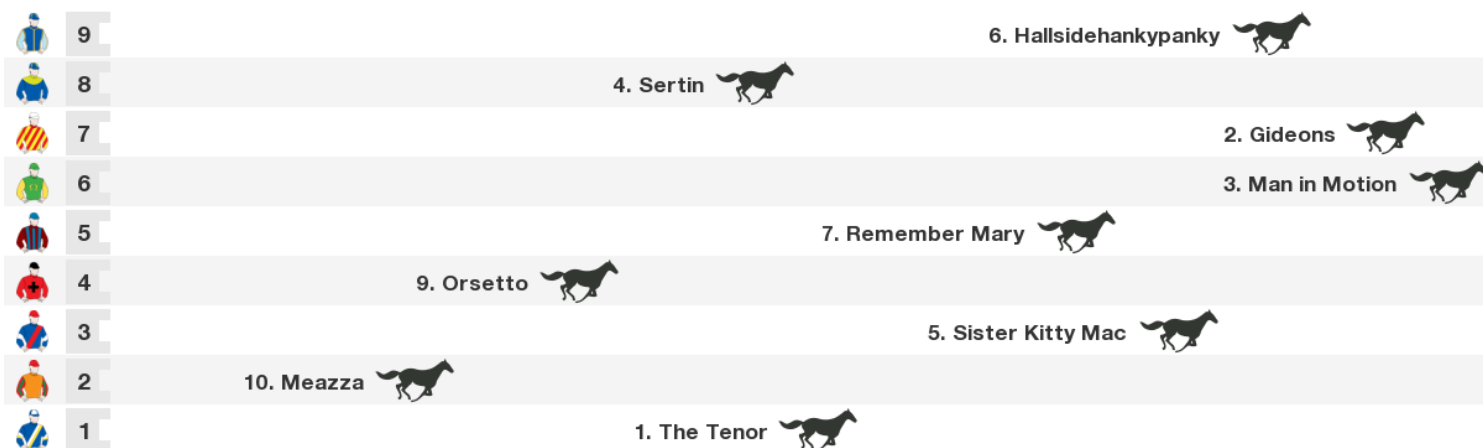 9 6. Hallsidehankypanky
8 4. Sertin
7 2. Gideons
6 3. Man in Motion
5 7. Remember Mary
4 9. Orsetto
3 5. Sister Kitty Mac
2 10. Meazza
1 1. The Tenor